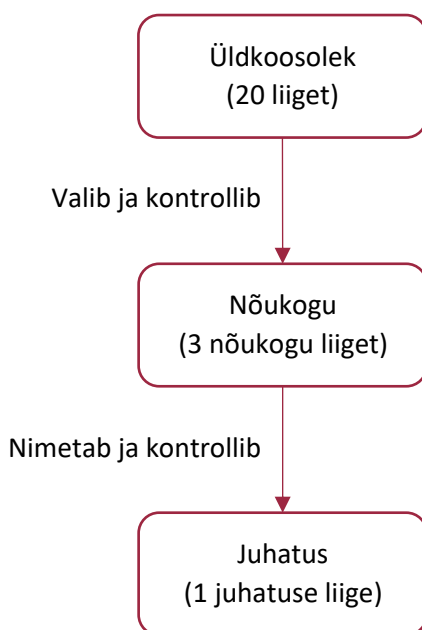 Üldkoosolek
(20 liiget)
Valib ja kontrollib
Nõukogu
(3 nõukogu liiget)
Nimetab ja kontrollib
Juhatus
(1 juhatuse liige)